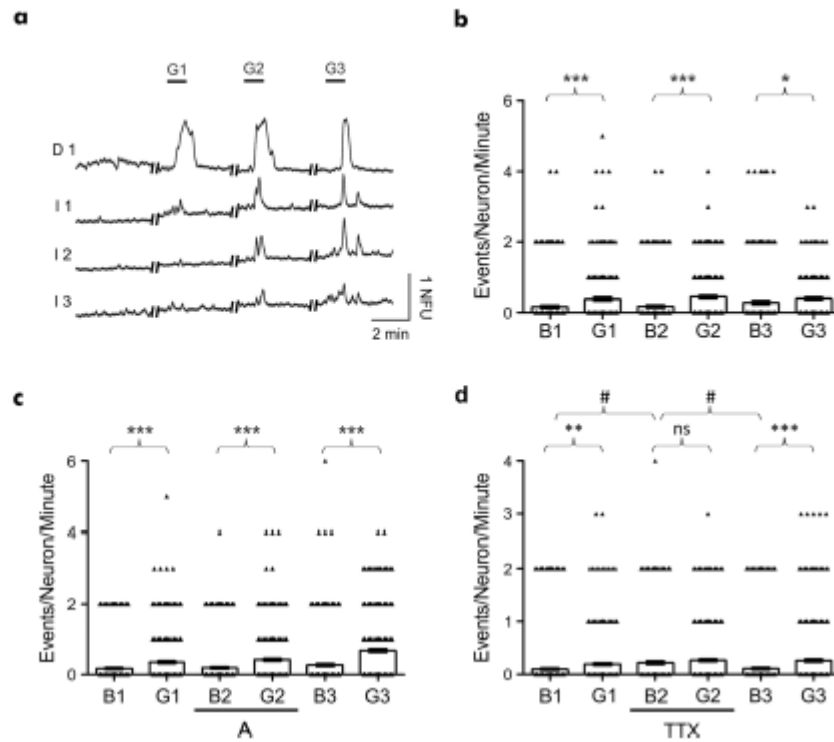 a
G1 G2 G3
D 1
I 1
I 2
I 3
1 NFU
2 min
b
*** *** *
Events/Neuron/Minute
6
4
2
0
B1 G1 B2 G2 B3 G3
c
*** *** ***
Events/Neuron/Minute
6
4
2
0
B1 G1 B2 G2 B3 G3
A
d
# #
** ns ***
Events/Neuron/Minute
4
3
2
1
0
B1 G1 B2 G2 B3 G3
TTX